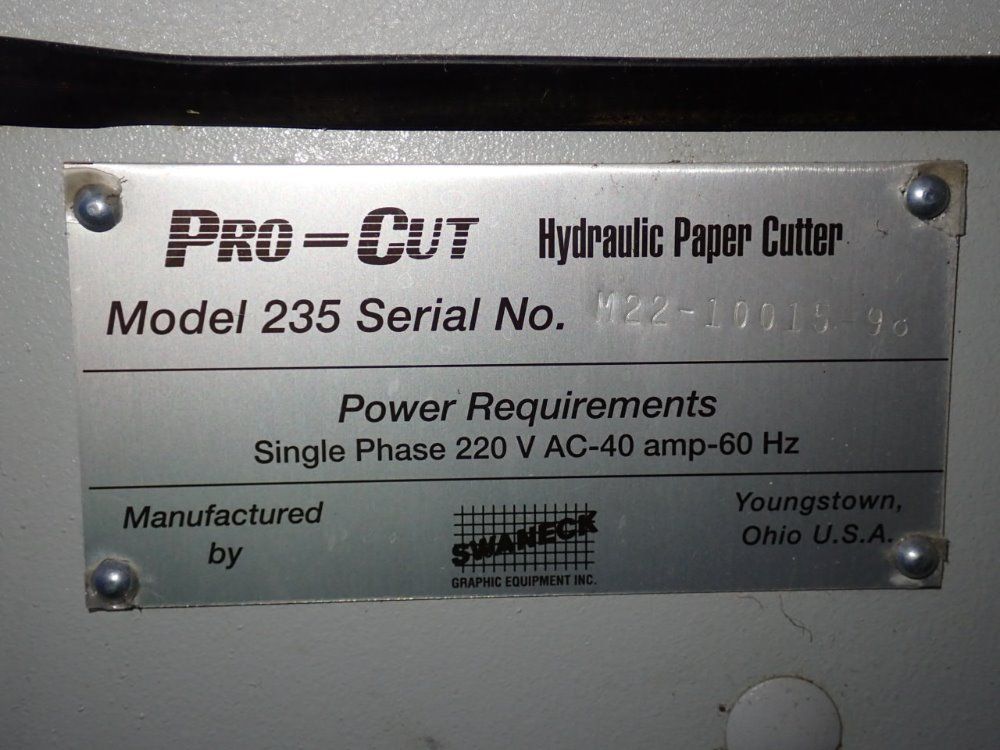 PRO-CUT Hydraulic Paper Cutter
Model 235 Serial No. M22-10015-98
Power Requirements
Single Phase 220 V AC-40 amp-60 Hz
Manufactured
by
SWANECK
GRAPHIC EQUIPMENT INC.
Youngstown,
Ohio U.S.A.